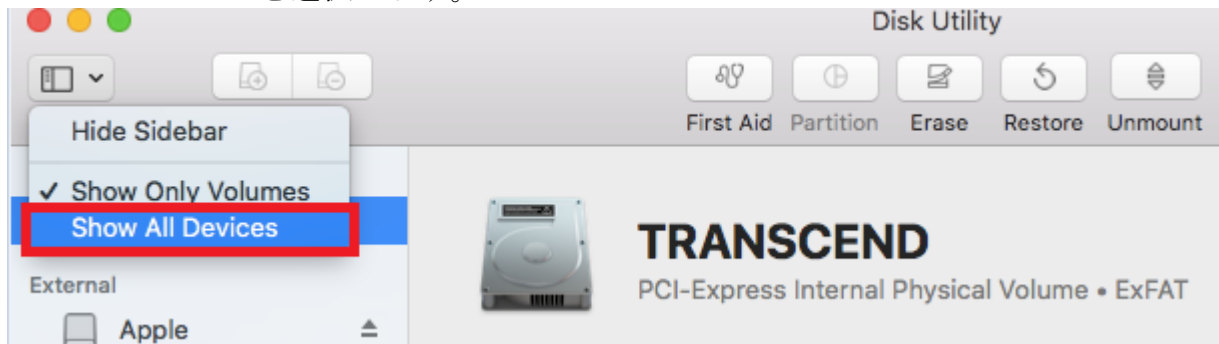 Disk Utility
First Aid Partition Erase Restore Unmount
Hide Sidebar
✓ Show Only Volumes
Show All Devices
TRANSCEND
PCI-Express Internal Physical Volume • ExFAT
External
Apple